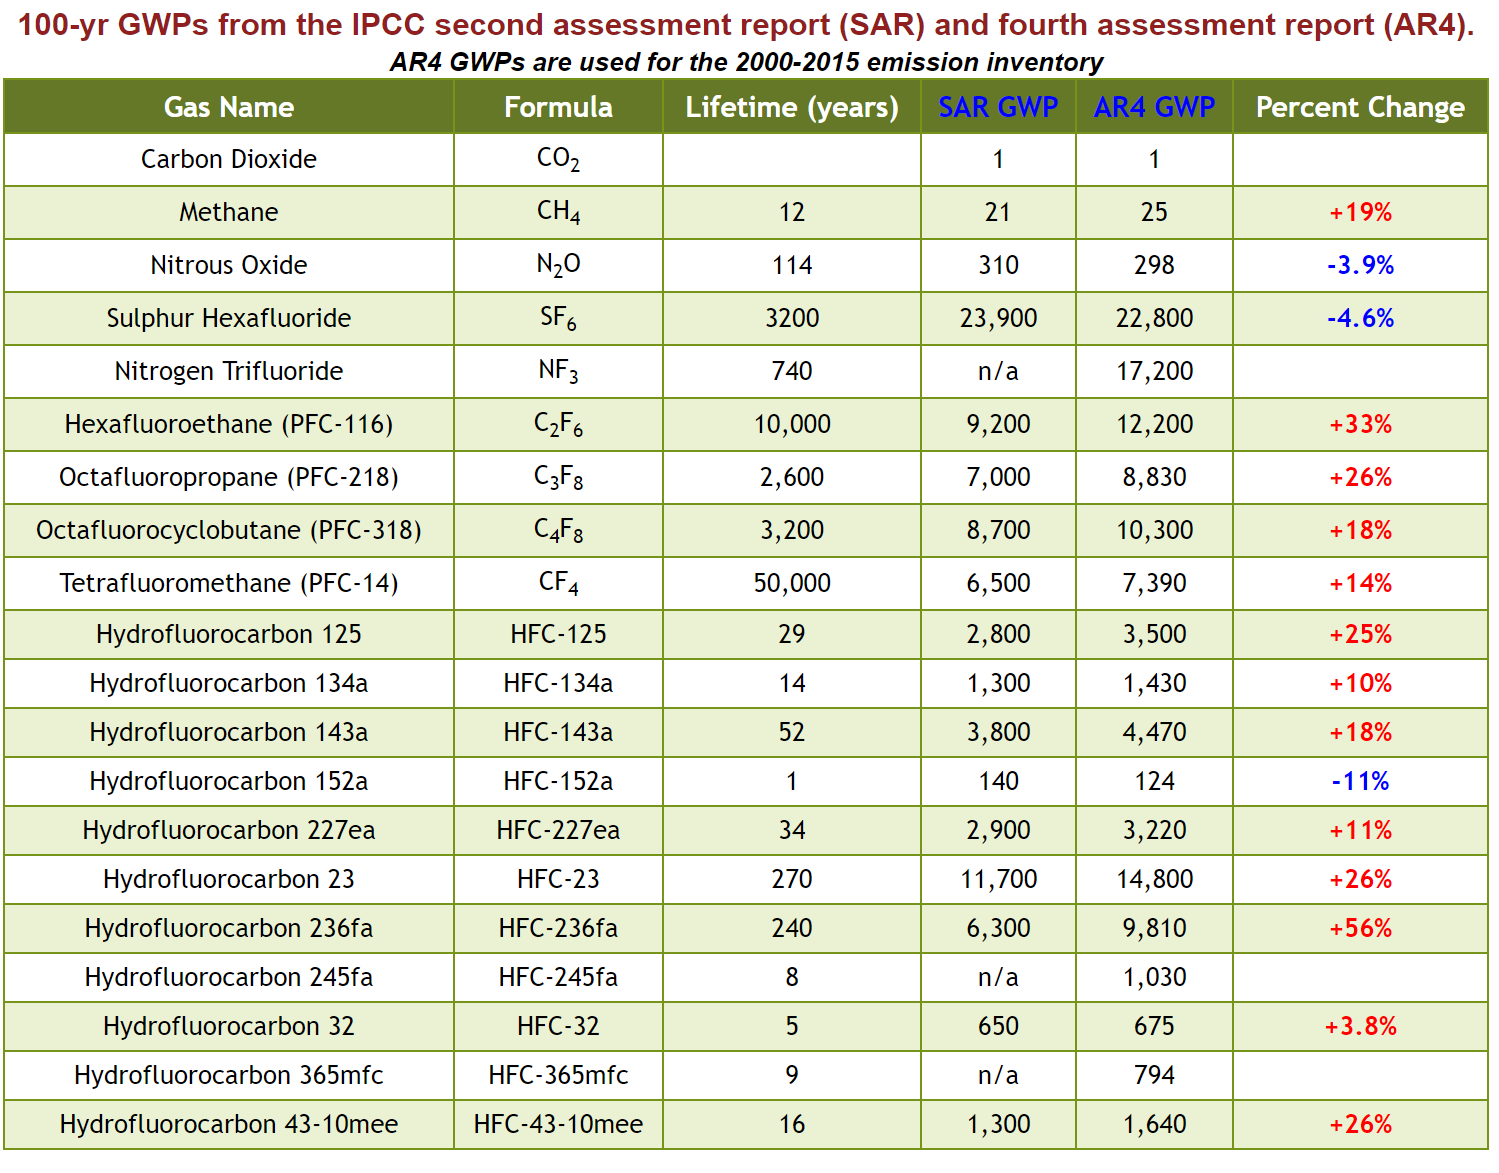 100-yr GWPs from the IPCC second assessment report (SAR) and fourth assessment report (AR4).
AR4 GWPs are used for the 2000-2015 emission inventory
Gas Name Formula Lifetime (years) SAR GWP AR4 GWP Percent Change
Carbon Dioxide CO2 1 1
Methane CH4 12 21 25 +19%
Nitrous Oxide N2O 114 310 298 -3.9%
Sulphur Hexafluoride SF6 3200 23,900 22,800 -4.6%
Nitrogen Trifluoride NF3 740 n/a 17,200
Hexafluoroethane (PFC-116) C2F6 10,000 9,200 12,200 +33%
Octafluoropropane (PFC-218) C3F8 2,600 7,000 8,830 +26%
Octafluorocyclobutane (PFC-318) C4F8 3,200 8,700 10,300 +18%
Tetrafluoromethane (PFC-14) CF4 50,000 6,500 7,390 +14%
Hydrofluorocarbon 125 HFC-125 29 2,800 3,500 +25%
Hydrofluorocarbon 134a HFC-134a 14 1,300 1,430 +10%
Hydrofluorocarbon 143a HFC-143a 52 3,800 4,470 +18%
Hydrofluorocarbon 152a HFC-152a 1 140 124 -11%
Hydrofluorocarbon 227ea HFC-227ea 34 2,900 3,220 +11%
Hydrofluorocarbon 23 HFC-23 270 11,700 14,800 +26%
Hydrofluorocarbon 236fa HFC-236fa 240 6,300 9,810 +56%
Hydrofluorocarbon 245fa HFC-245fa 8 n/a 1,030
Hydrofluorocarbon 32 HFC-32 5 650 675 +3.8%
Hydrofluorocarbon 365mfc HFC-365mfc 9 n/a 794
Hydrofluorocarbon 43-10mee HFC-43-10mee 16 1,300 1,640 +26%